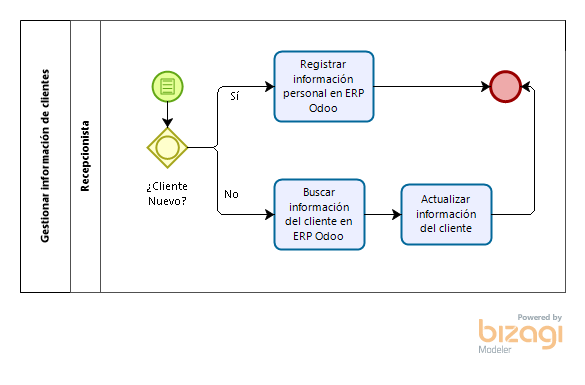 Gestionar información de clientes
Recepcionista
¿Cliente
Nuevo?
Sí
Registrar
información
personal en ERP
Odoo
No
Buscar
información
del cliente en
ERP Odoo
Actualizar
información
del cliente
Powered by
bizagi
Modeler